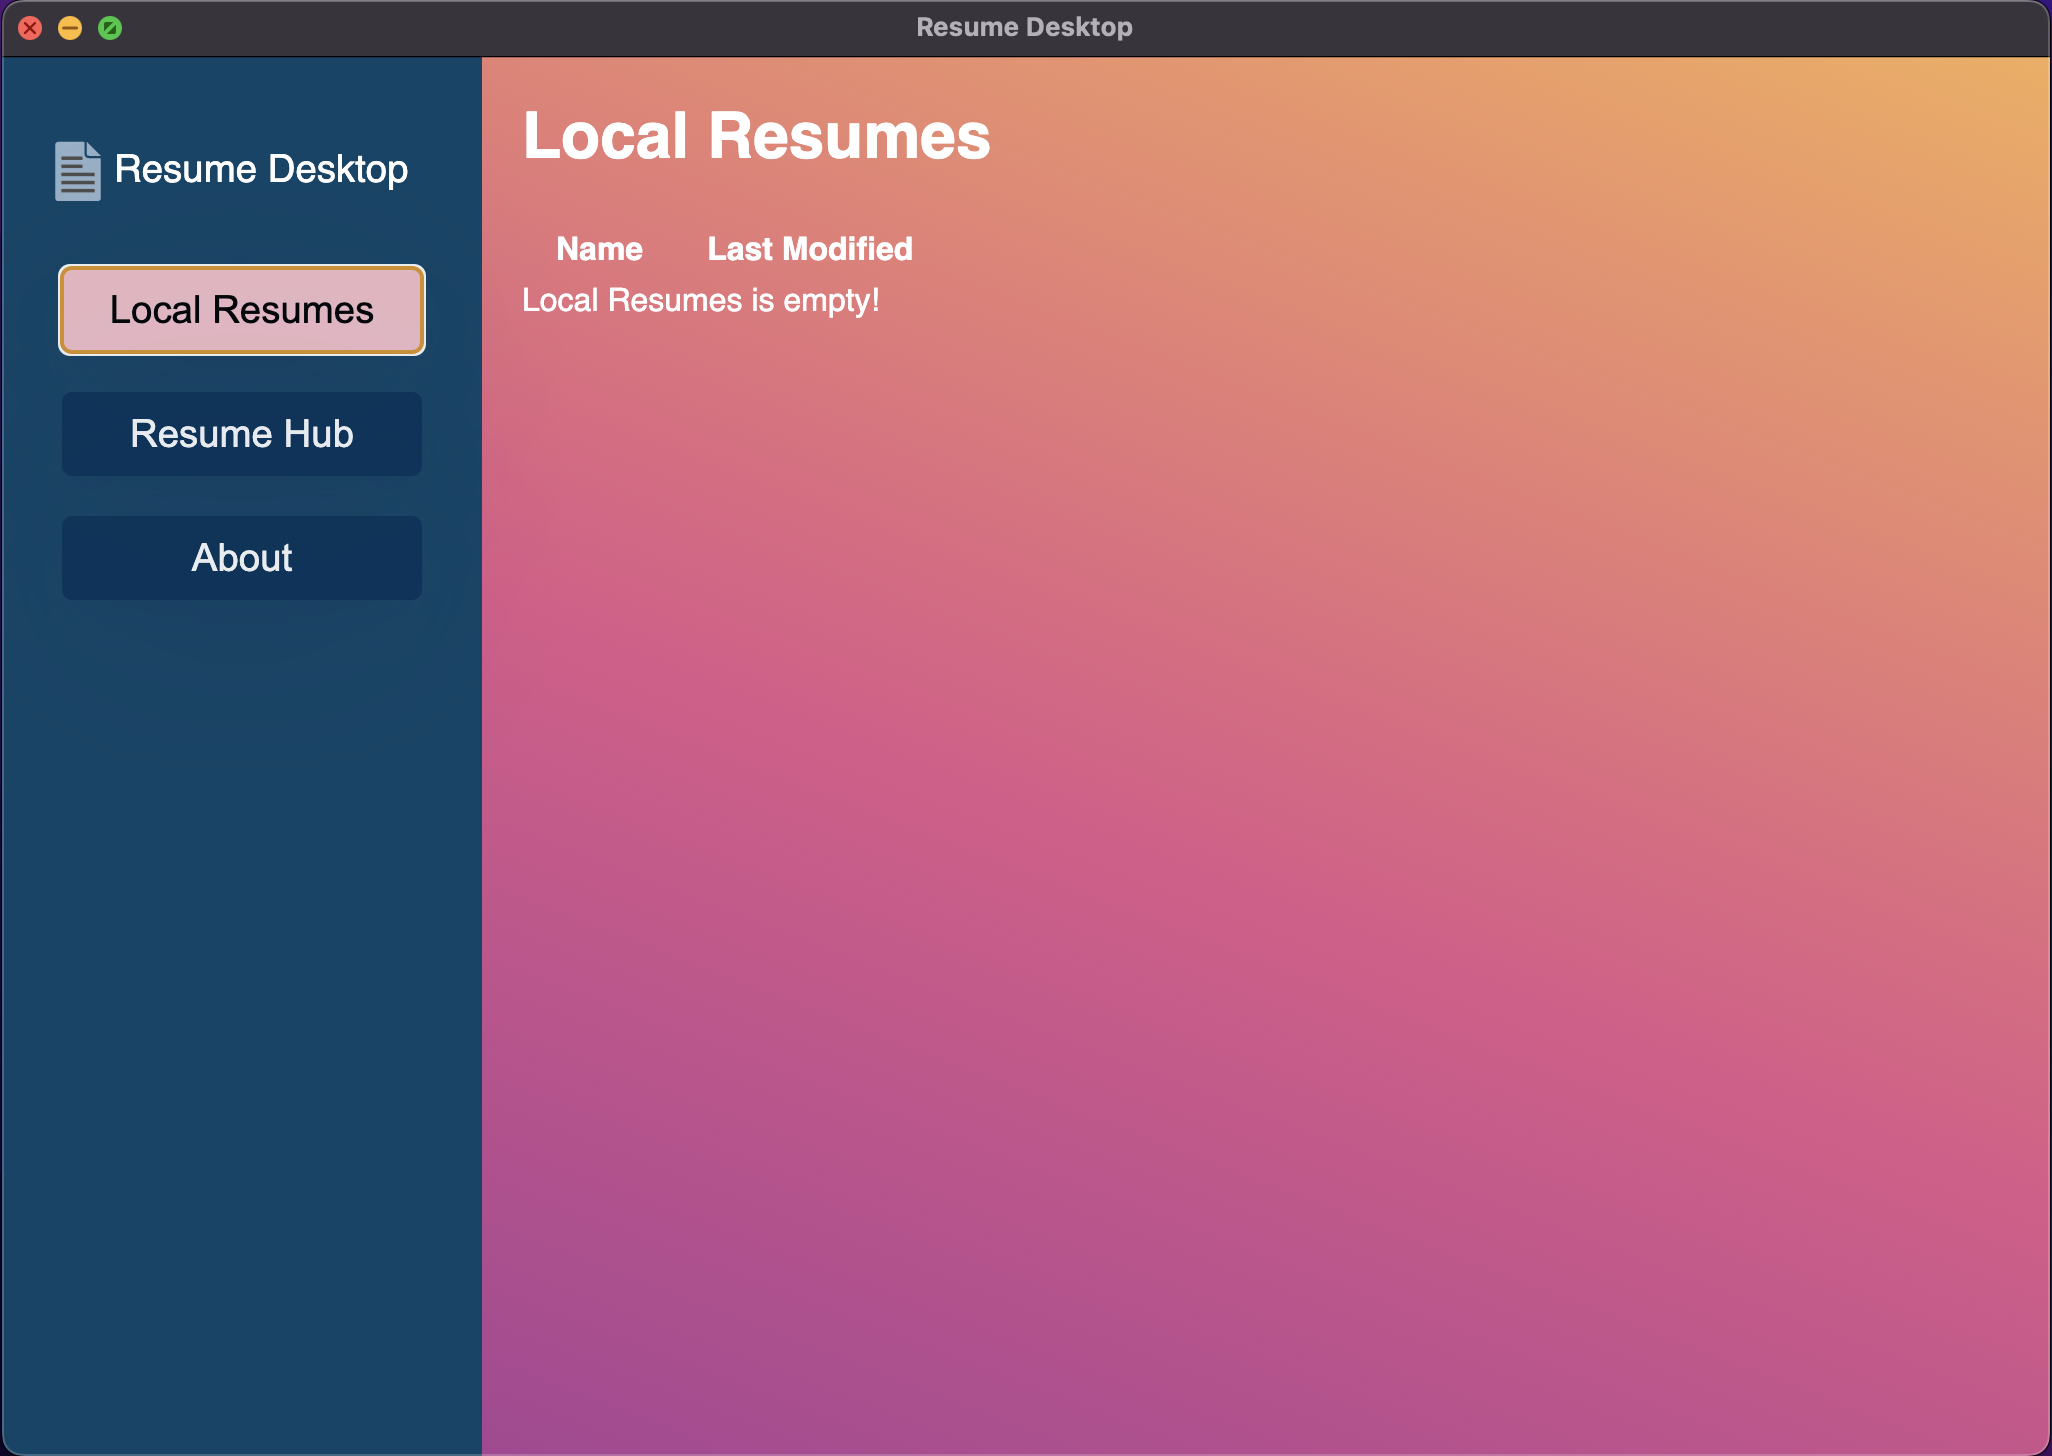 Resume Desktop
Resume Desktop
Local Resumes
Resume Hub
About
Local Resumes
Name Last Modified
Local Resumes is empty!